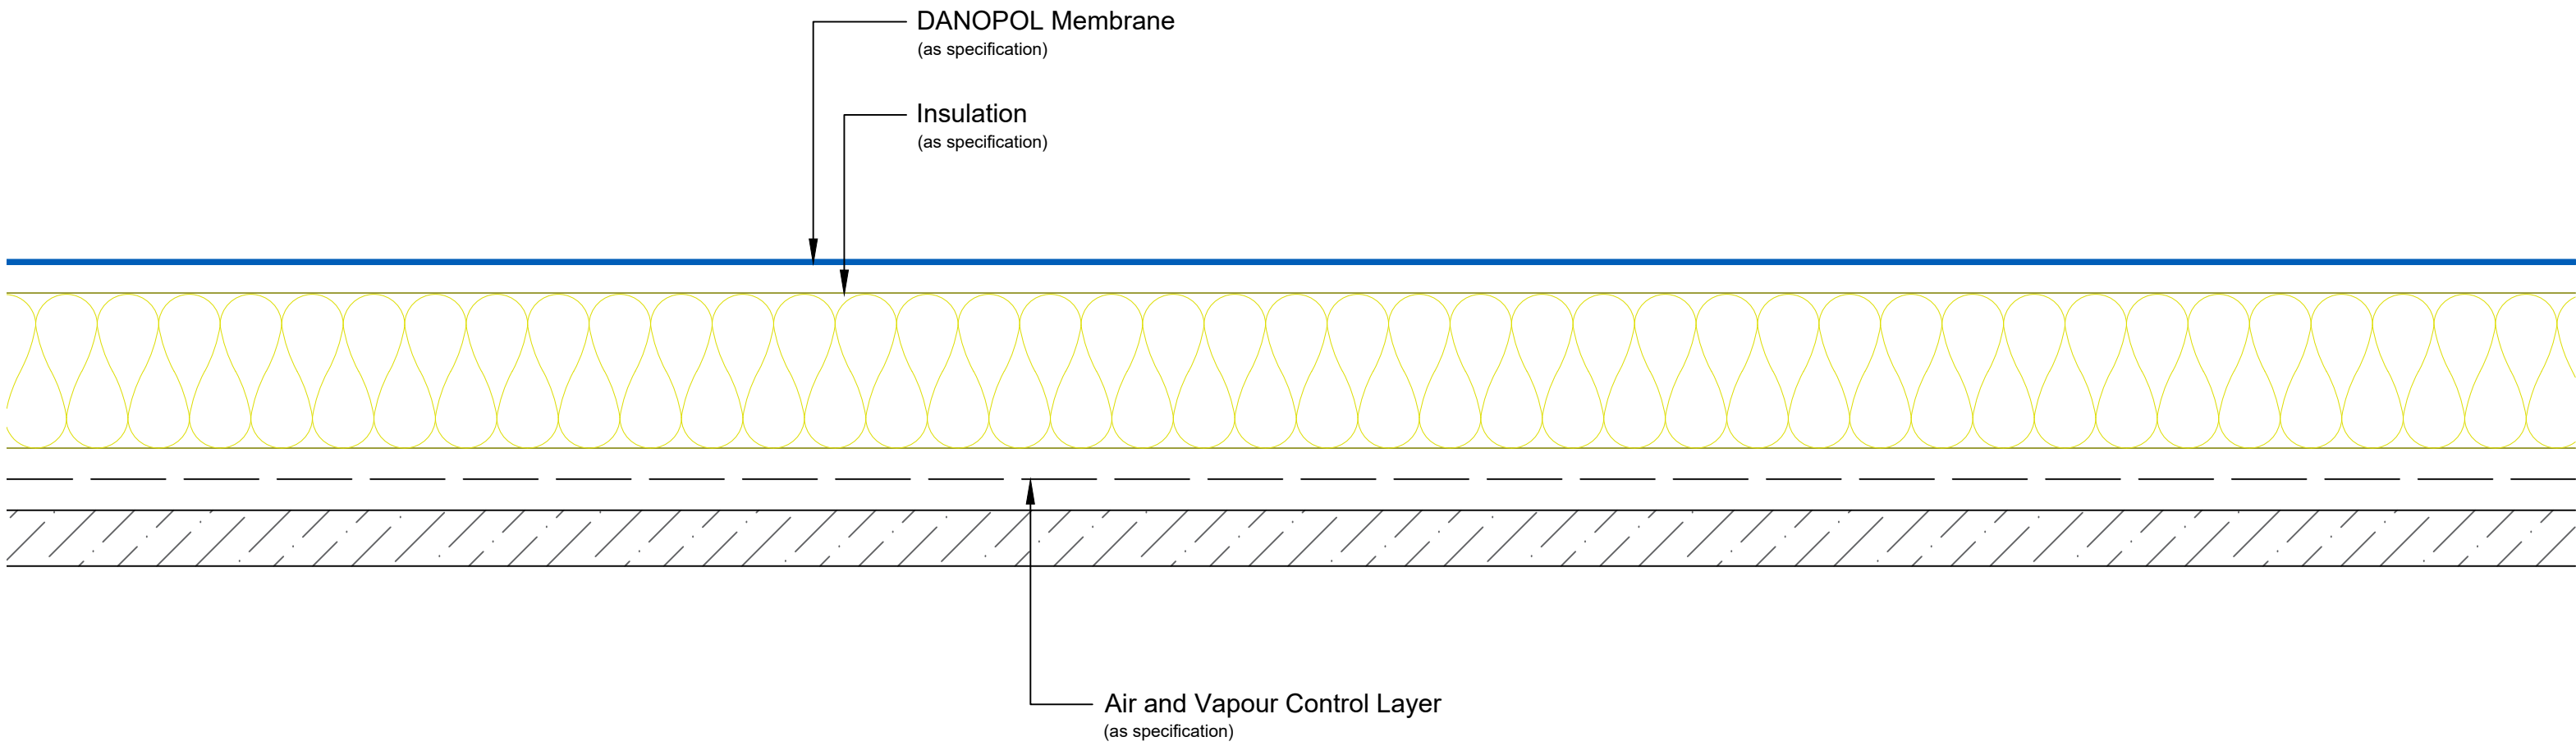 DANOPOL Membrane
(as specification)
Insulation
(as specification)
Air and Vapour Control Layer
(as specification)